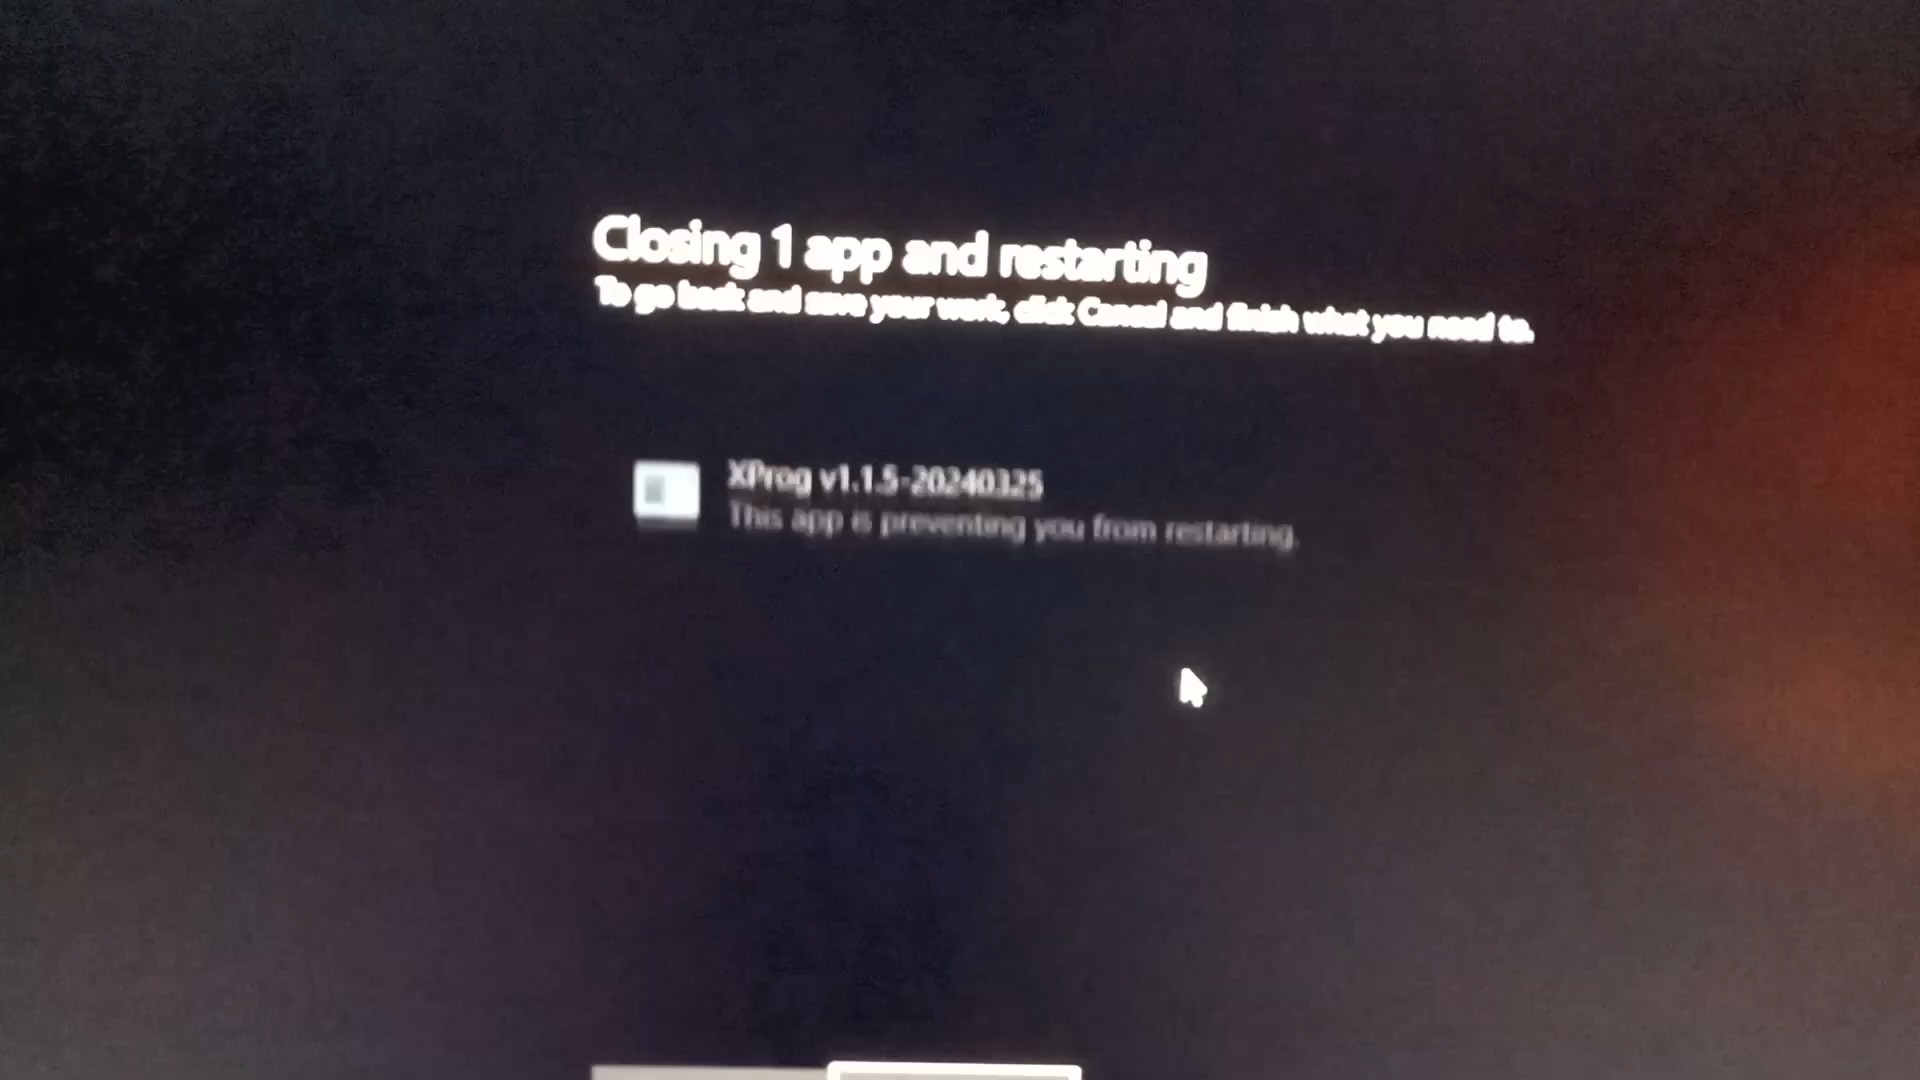 Closing 1 app and restarting
To go back and save your work, click Cancel and finish what you need to.
XProg v1.1.5-20240325
This app is preventing you from restarting.